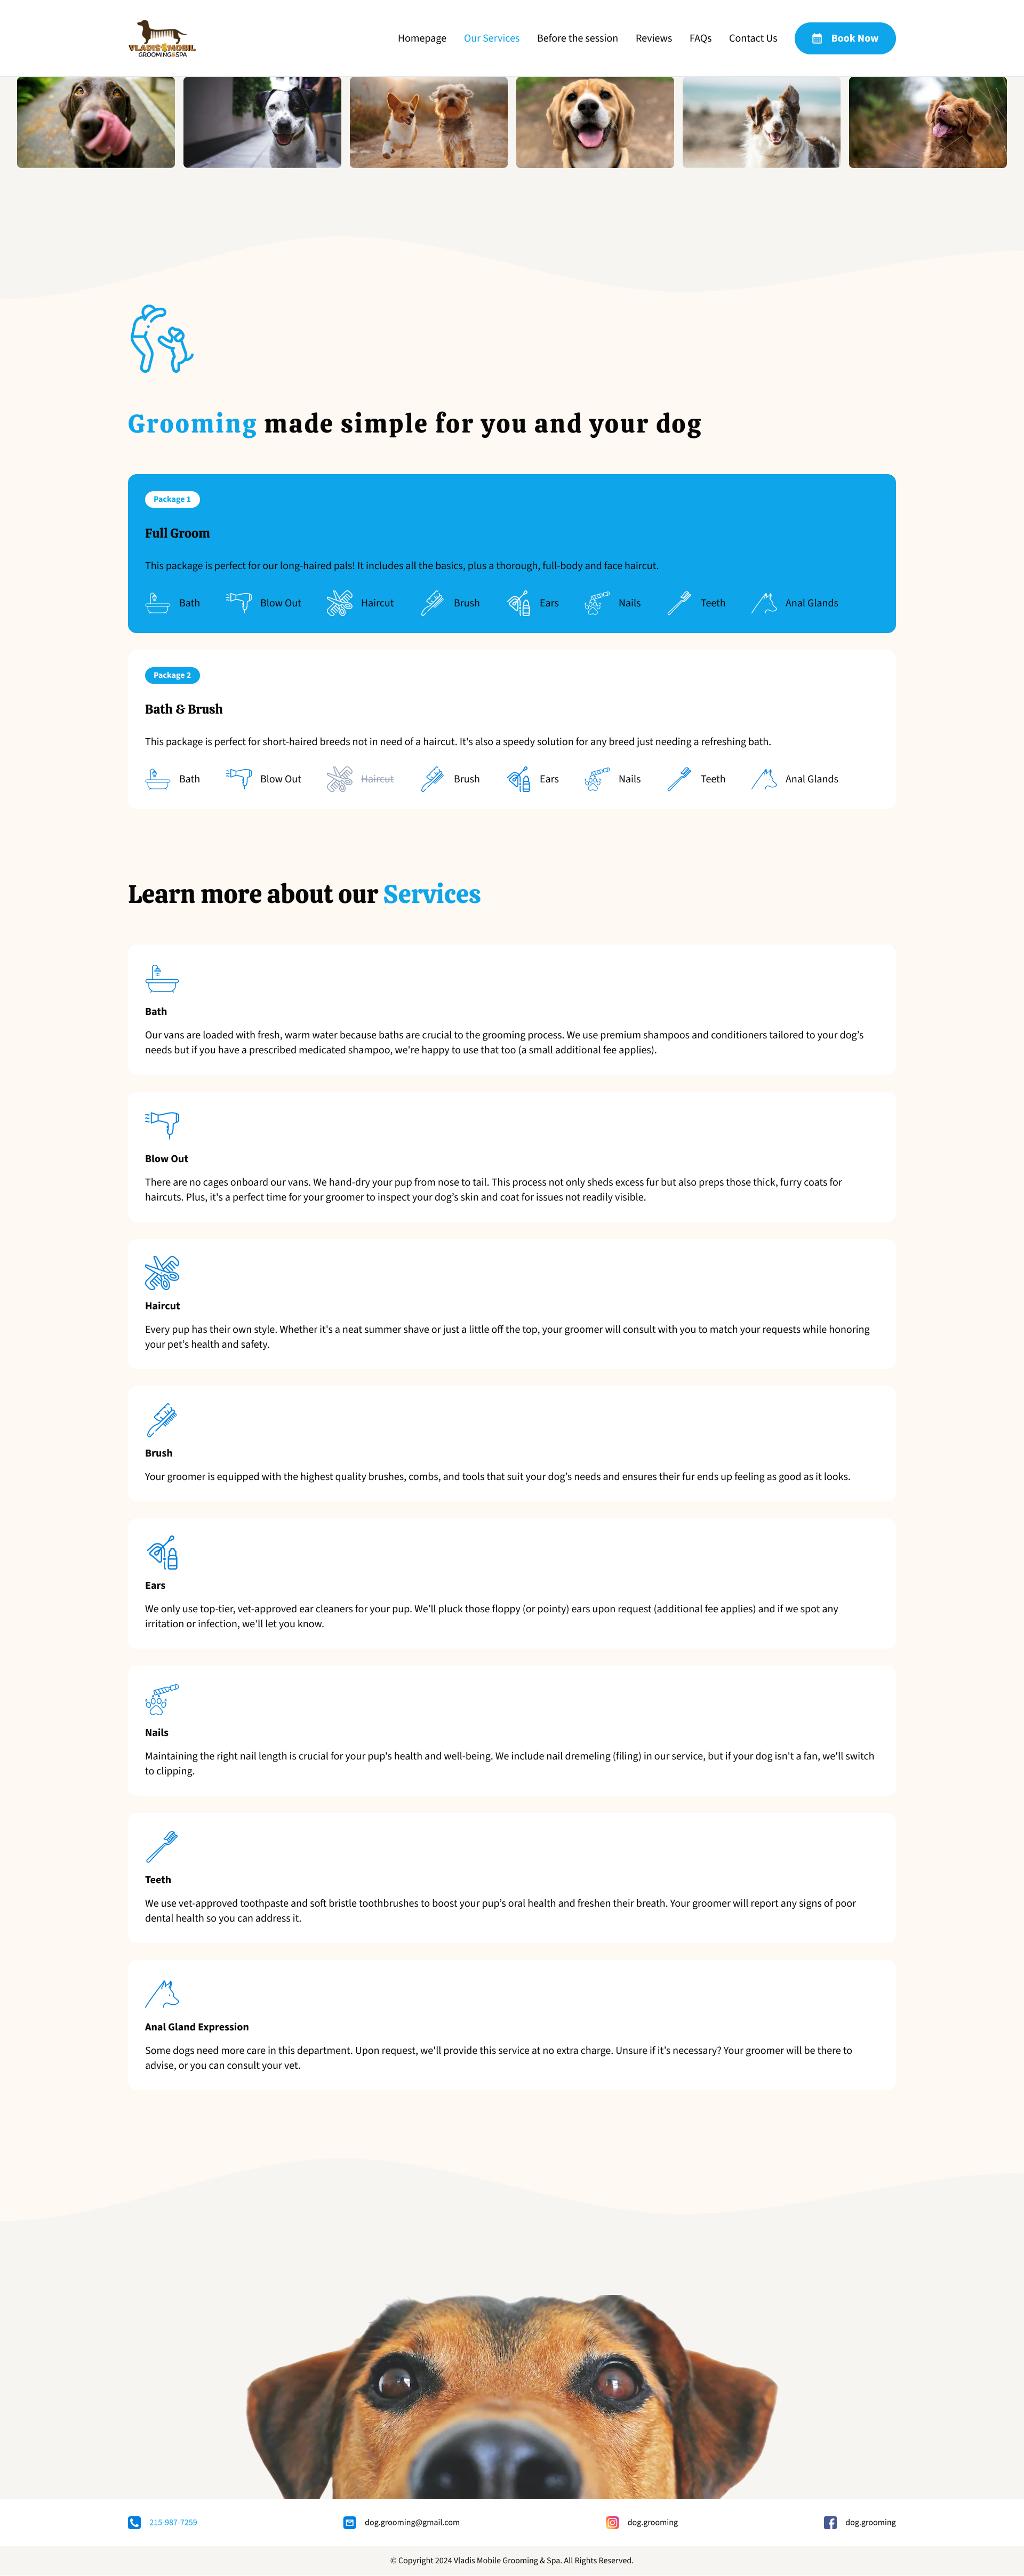 VLADIS MOBIL
GROOMING&SPA
Homepage
Our Services
Before the session
Reviews
FAQs
Contact Us
Book Now
Grooming made simple for you and your dog
Package 1
Full Groom
This package is perfect for our long-haired pals! It includes all the basics, plus a thorough, full-body and face haircut.
Bath
Blow Out
Haircut
Brush
Ears
Nails
Teeth
Anal Glands
Package 2
Bath & Brush
This package is perfect for short-haired breeds not in need of a haircut. It's also a speedy solution for any breed just needing a refreshing bath.
Bath
Blow Out
Haircut
Brush
Ears
Nails
Teeth
Anal Glands
Learn more about our Services
Bath
Our vans are loaded with fresh, warm water because baths are crucial to the grooming process. We use premium shampoos and conditioners tailored to your dog's
needs but if you have a prescribed medicated shampoo, we're happy to use that too (a small additional fee applies).
Blow Out
There are no cages onboard our vans. We hand-dry your pup from nose to tail. This process not only sheds excess fur but also preps those thick, furry coats for
haircuts. Plus, it's a perfect time for your groomer to inspect your dog's skin and coat for issues not readily visible.
Haircut
Every pup has their own style. Whether it's a neat summer shave or just a little off the top, your groomer will consult with you to match your requests while honoring
your pet's health and safety.
Brush
Your groomer is equipped with the highest quality brushes, combs, and tools that suit your dog's needs and ensures their fur ends up feeling as good as it looks.
Ears
We only use top-tier, vet-approved ear cleaners for your pup. We'll pluck those floppy (or pointy) ears upon request (additional fee applies) and if we spot any
irritation or infection, we'll let you know.
Nails
Maintaining the right nail length is crucial for your pup's health and well-being. We include nail dremeling (filing) in our service, but if your dog isn't a fan, we'll switch
to clipping.
Teeth
We use vet-approved toothpaste and soft bristle toothbrushes to boost your pup's oral health and freshen their breath. Your groomer will report any signs of poor
dental health so you can address it.
Anal Gland Expression
Some dogs need more care in this department. Upon request, we'll provide this service at no extra charge. Unsure if it's necessary? Your groomer will be there to
advise, or you can consult your vet.
215-987-7259
dog.grooming@gmail.com
dog.grooming
dog.grooming
© Copyright 2024 Vladis Mobile Grooming & Spa. All Rights Reserved.